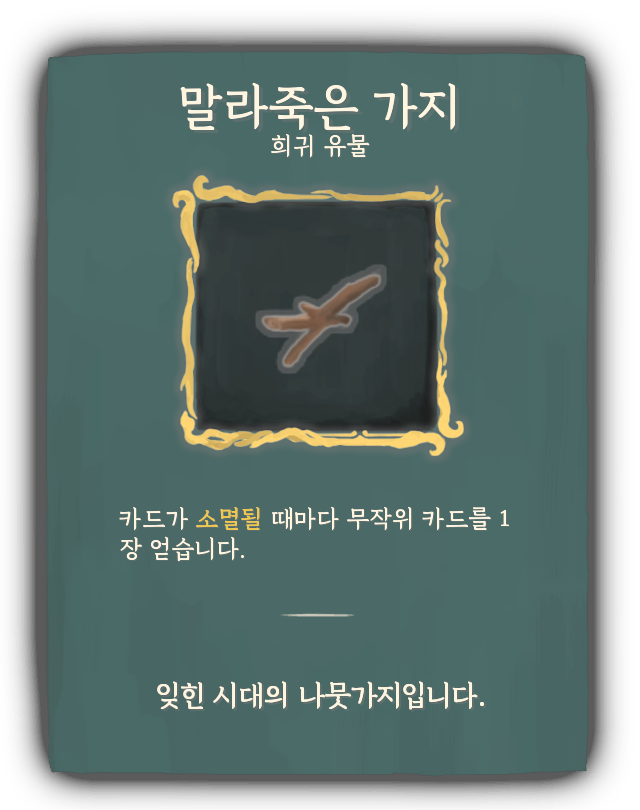 말라죽은 가지
희귀 유물
카드가 소멸될 때마다 무작위 카드를 1
장 얻습니다.
잊힌 시대의 나뭇가지입니다.